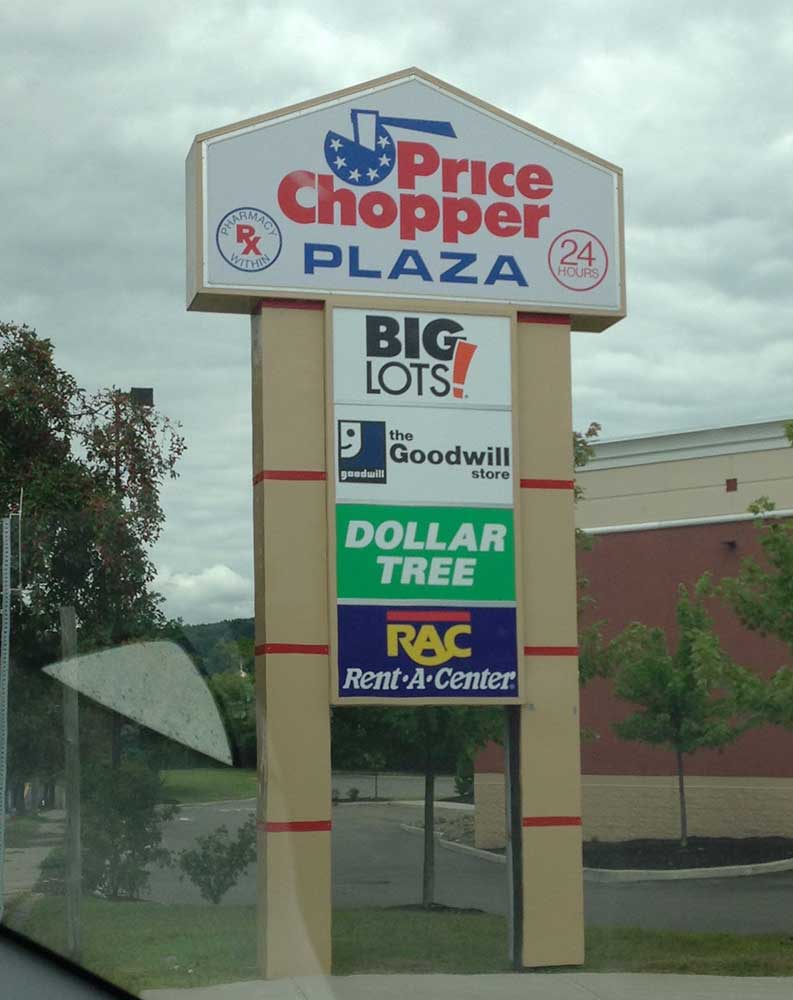 Price
Chopper
PLAZA
PHARMACY
RX
WITHIN
24
HOURS
BIG
LOTS!
goodwill
the
Goodwill
store
DOLLAR
TREE
RAC
Rent·A·Center